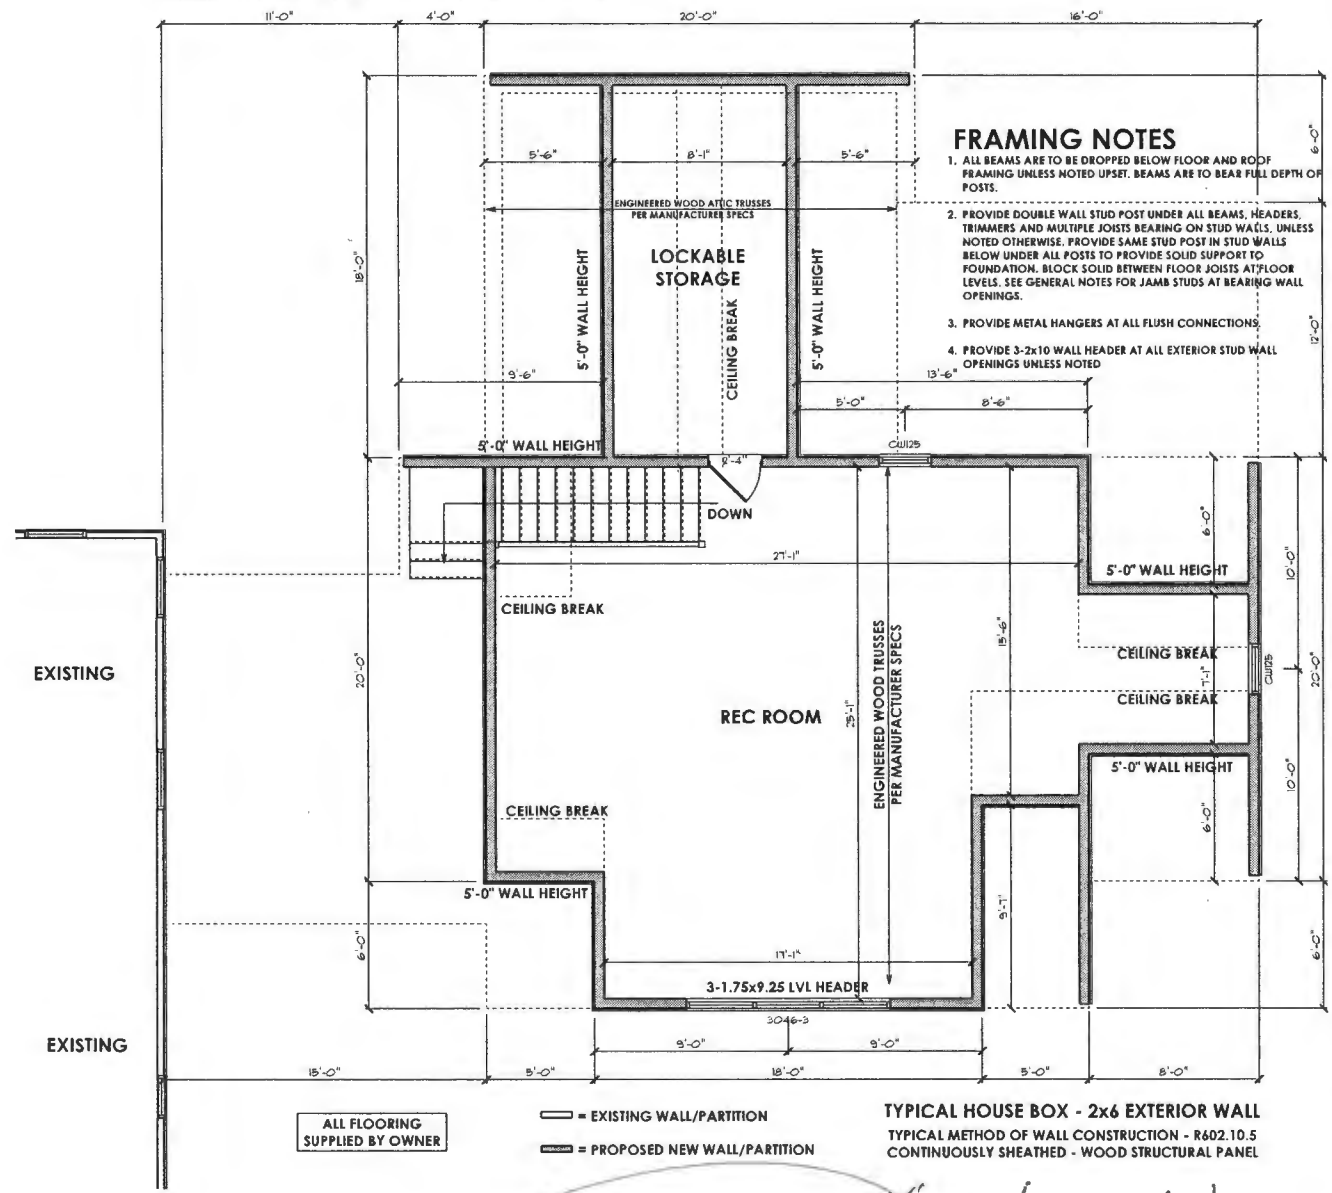 11'-0"
4'-0"
20'-0"
16'-0"
6'-0"
FRAMING NOTES
1. ALL BEAMS ARE TO BE DROPPED BELOW FLOOR AND ROOF
FRAMING UNLESS NOTED UPSET. BEAMS ARE TO BEAR FULL DEPTH OF
POSTS.
2. PROVIDE DOUBLE WALL STUD POST UNDER ALL BEAMS, HEADERS,
TRIMMERS AND MULTIPLE JOISTS BEARING ON STUD WALLS, UNLESS
NOTED OTHERWISE. PROVIDE SAME STUD POST IN STUD WALLS
BELOW UNDER ALL POSTS TO PROVIDE SOLID SUPPORT TO
FOUNDATION. BLOCK SOLID BETWEEN FLOOR JOISTS AT FLOOR
LEVELS. SEE GENERAL NOTES FOR JAMB STUDS AT BEARING WALL
OPENINGS.
3. PROVIDE METAL HANGERS AT ALL FLUSH CONNECTIONS.
4. PROVIDE 3-2x10 WALL HEADER AT ALL EXTERIOR STUD WALL
OPENINGS UNLESS NOTED
5'-6"
8'-1"
5'-6"
ENGINEERED WOOD ATTIC TRUSSES
PER MANUFACTURER SPECS
LOCKABLE
STORAGE
18'-0"
5'-0" WALL HEIGHT
CEILING BREAK
5'-0" WALL HEIGHT
12'-0"
9'-6"
13'-6"
5'-0"
8'-6"
5'-0" WALL HEIGHT
CW125
DOWN
27'-1"
6'-0"
10'-0"
5'-0" WALL HEIGHT
CEILING BREAK
EXISTING
20'-0"
REC ROOM
25'-1"
ENGINEERED WOOD TRUSSES
PER MANUFACTURER SPECS
15'-6"
CEILING BREAK
7'-1"
CEILING BREAK
CW125
20'-0"
5'-0" WALL HEIGHT
10'-0"
6'-0"
CEILING BREAK
5'-0" WALL HEIGHT
9'-7"
6'-0"
6'-0"
17'-1"
3-1.75x9.25 LVL HEADER
3046-3
EXISTING
9'-0"
9'-0"
15'-0"
5'-0"
18'-0"
5'-0"
8'-0"
ALL FLOORING
SUPPLIED BY OWNER
= EXISTING WALL/PARTITION
= PROPOSED NEW WALL/PARTITION
TYPICAL HOUSE BOX - 2x6 EXTERIOR WALL
TYPICAL METHOD OF WALL CONSTRUCTION - R602.10.5
CONTINUOUSLY SHEATHED - WOOD STRUCTURAL PANEL